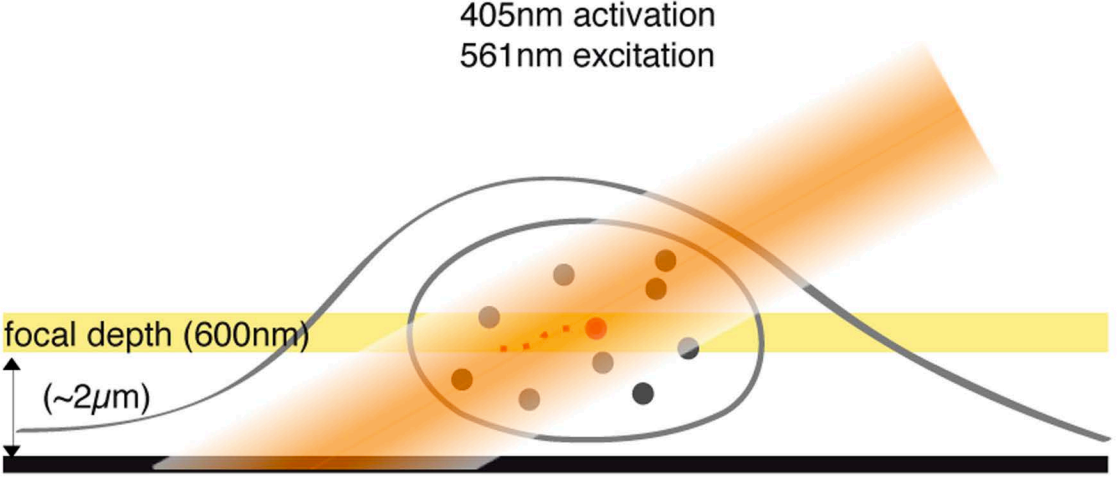 405nm activation
561nm excitation
focal depth (600nm)
(~2μm)